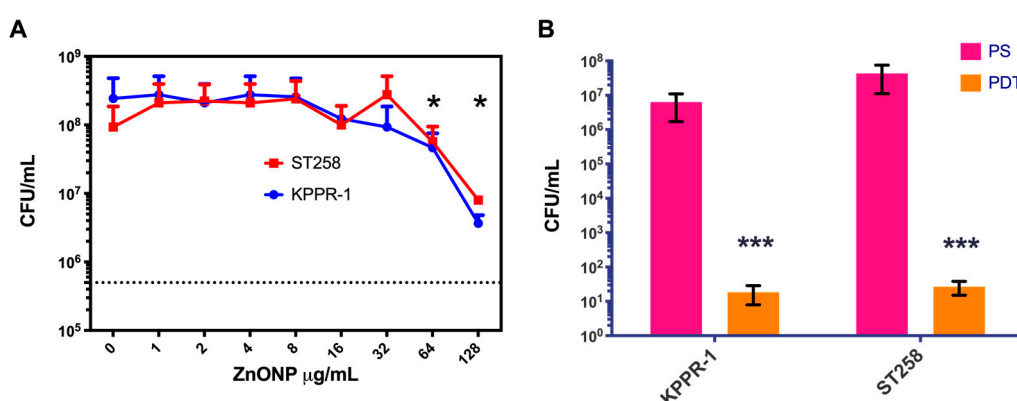 A
10⁹
10⁸
10⁷
10⁶
10⁵
CFU/mL
ST258
KPPR-1
*
*
0
1
2
4
8
16
32
64
128
ZnONP μg/mL
B
PS
PDT
10⁸
10⁷
10⁶
10⁵
10⁴
10³
10²
10¹
10⁰
CFU/mL
***
***
KPPR-1
ST258